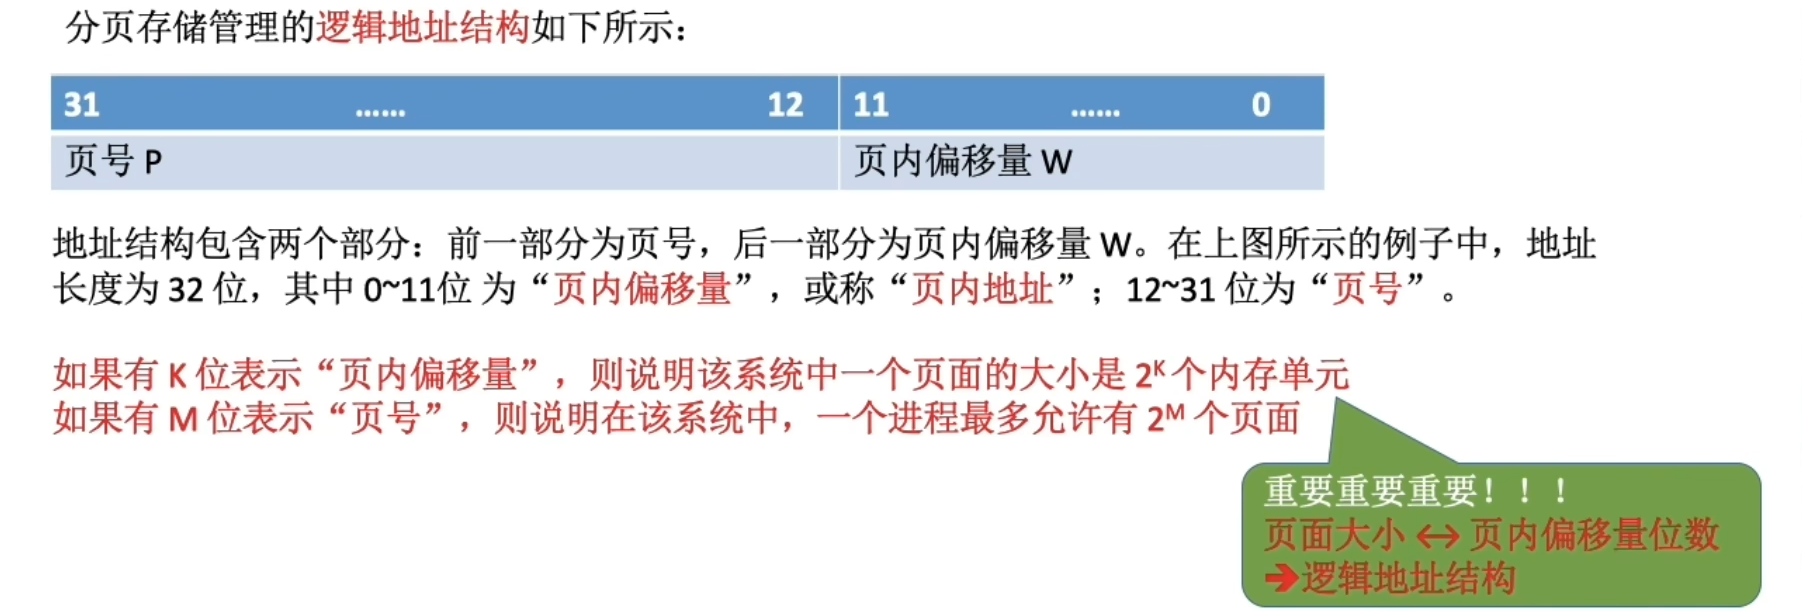 分页存储管理的逻辑地址结构如下所示：
31 …… 12 11 …… 0
页号 P 页内偏移量 W
地址结构包含两个部分：前一部分为页号，后一部分为页内偏移量 W。在上图所示的例子中，地址
长度为 32 位，其中 0~11位 为“页内偏移量”，或称“页内地址”；12~31 位为“页号”。
如果有 K 位表示“页内偏移量”，则说明该系统中一个页面的大小是 2ᴷ 个内存单元
如果有 M 位表示“页号”，则说明在该系统中，一个进程最多允许有 2ᴹ 个页面
重要重要重要！！！
页面大小 ↔ 页内偏移量位数
➔逻辑地址结构